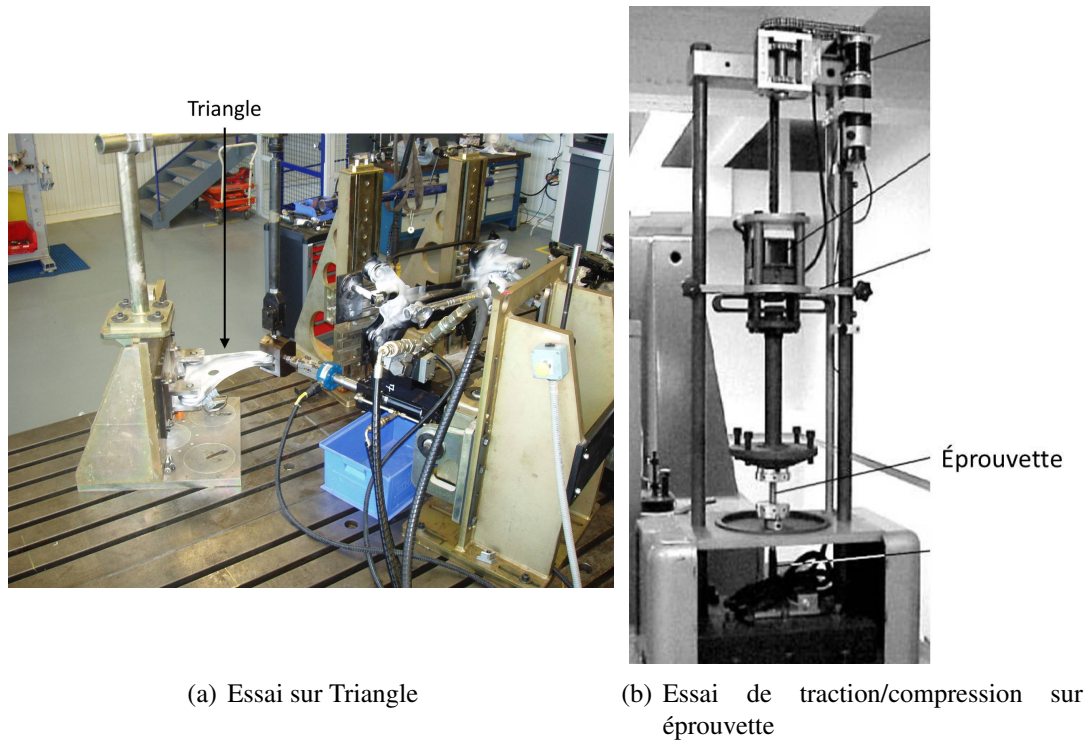 Triangle
Éprouvette
(a) Essai sur Triangle
(b) Essai de traction/compression sur
éprouvette